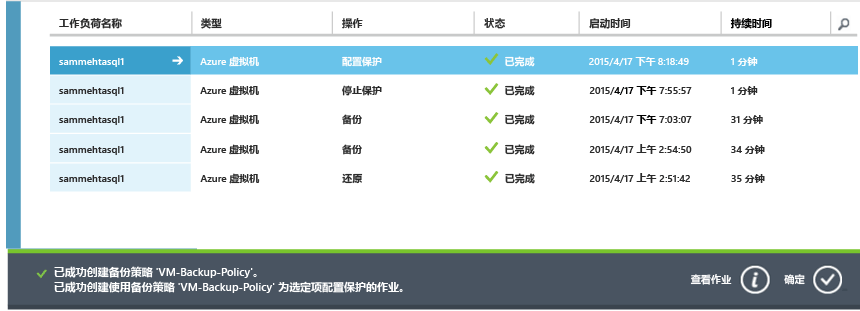 工作负荷名称 类型 操作 状态 启动时间 持续时间
sammehtasql1 Azure 虚拟机 配置保护 已完成 2015/4/17 下午 8:18:49 1 分钟
sammehtasql1 Azure 虚拟机 停止保护 已完成 2015/4/17 下午 7:55:57 1 分钟
sammehtasql1 Azure 虚拟机 备份 已完成 2015/4/17 下午 7:03:07 31 分钟
sammehtasql1 Azure 虚拟机 备份 已完成 2015/4/17 上午 2:54:50 34 分钟
sammehtasql1 Azure 虚拟机 还原 已完成 2015/4/17 上午 2:51:42 35 分钟
已成功创建备份策略 'VM-Backup-Policy'。
已成功创建使用备份策略 'VM-Backup-Policy' 为选定项配置保护的作业。
查看作业 确定